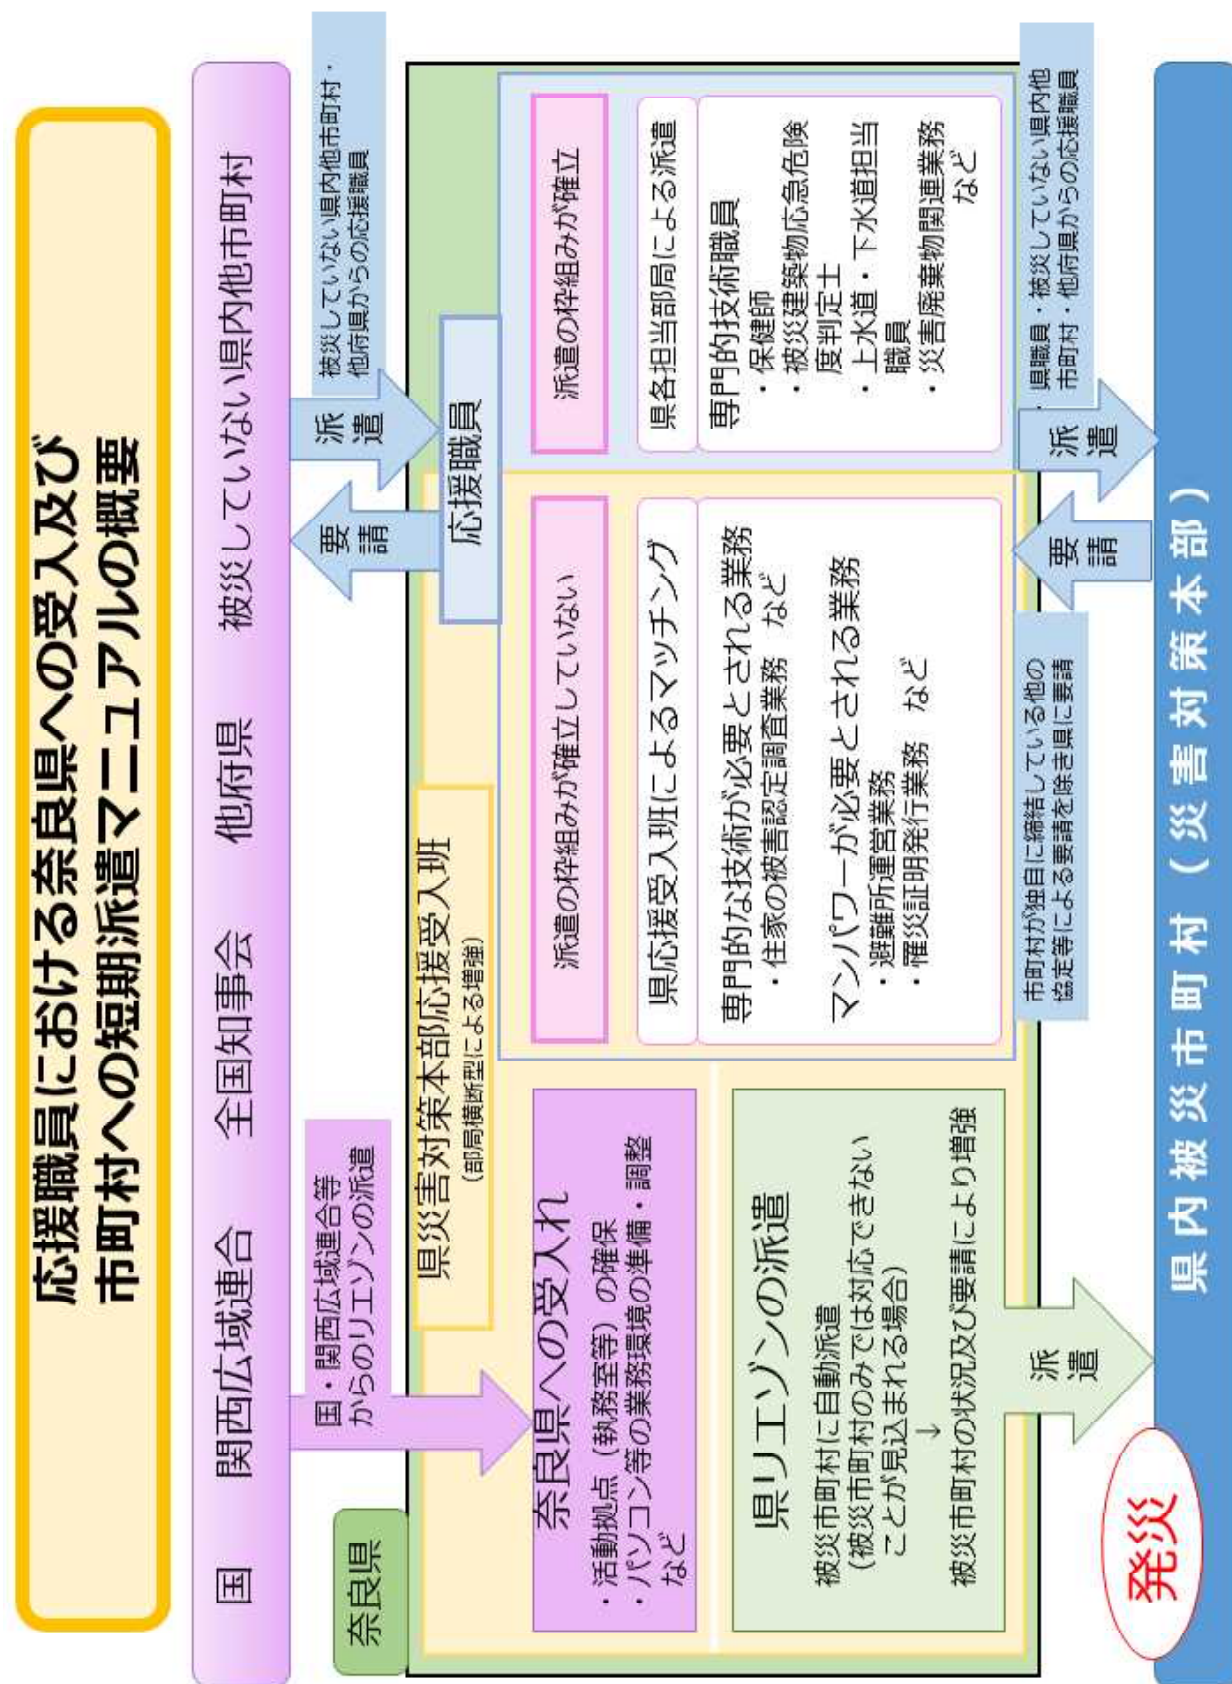 応援職員における奈良県への受入及び
市町村への短期派遣マニュアルの概要
国　関西広域連合　全国知事会　他府県　被災していない県内他市町村
奈良県
国・関西広域連合等
からのリエゾンの派遣
要請
派遣
被災していない県内他市町村・
他府県からの応援職員
県災害対策本部応援受入班
（部局横断型による増強）
応援職員
奈良県への受入れ
・活動拠点（執務室等）の確保
・パソコン等の業務環境の準備・調整
など
県リエゾンの派遣
被災市町村に自動派遣
（被災市町村のみでは対応できない
ことが見込まれる場合）
↓
被災市町村の状況及び要請により増強
派遣の枠組みが確立していない
県応援受入班によるマッチング
専門的な技術が必要とされる業務
・住家の被害認定調査業務　など
マンパワーが必要とされる業務
・避難所運営業務
・罹災証明発行業務　など
派遣の枠組みが確立
県各担当部局による派遣
専門的技術職員
・保健師
・被災建築物応急危険
度判定士
・上水道・下水道担当
職員
・災害廃棄物関連業務
など
派遣
市町村が独自に締結している他の
協定等による要請を除き県に要請
要請
派遣
・県職員・被災していない県内他
市町村・他府県からの応援職員
発災
県内被災市町村（災害対策本部）